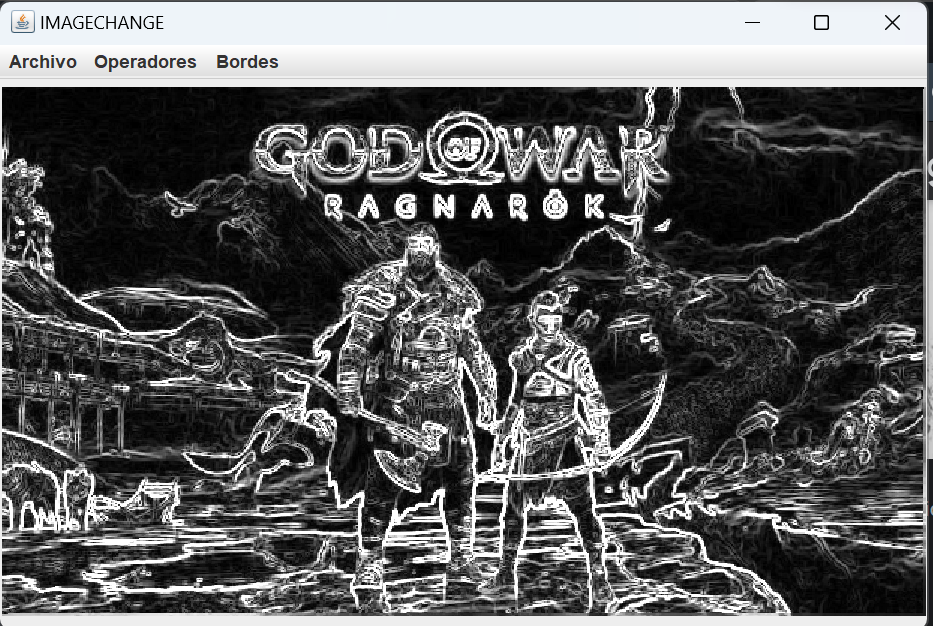 IMAGECHANGE
Archivo Operadores Bordes
GOD OF WAR
RAGNARÖK